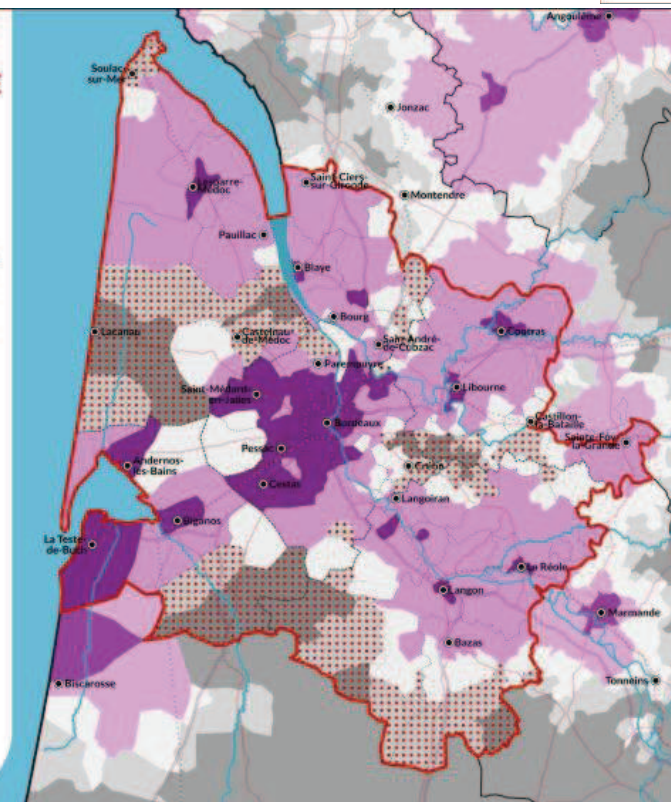 Angoulême
Soulac-
sur-Mer
Jonzac
Saint-Ciers-
sur-Gironde
Lesparre-
Médoc
Montendre
Pauillac
Blaye
Bourg
Lacanau
Castelnau-
de-Médoc
Saint-André-
de-Cubzac
Coutras
Parempuyre
Saint-Médard-
en-Jalles
Libourne
Bordeaux
Castillon-
la-Bataille
Sainte-Foy-
la-Grande
Pessac
Andernos-
les-Bains
Créon
Cestas
Langoiran
Biganos
La Teste-
de-Buch
La Réole
Langon
Marmande
Bazas
Biscarosse
Tonneins